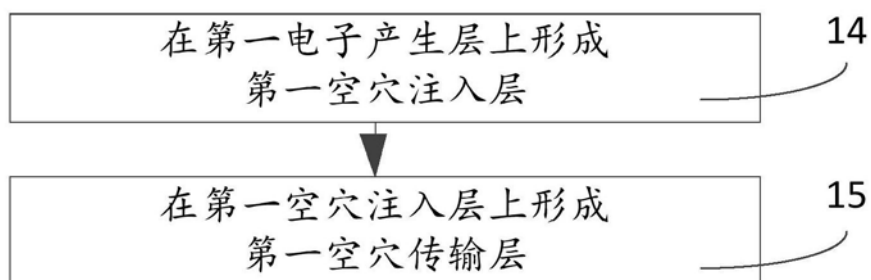 在第一电子产生层上形成
第一空穴注入层
14
在第一空穴注入层上形成
第一空穴传输层
15